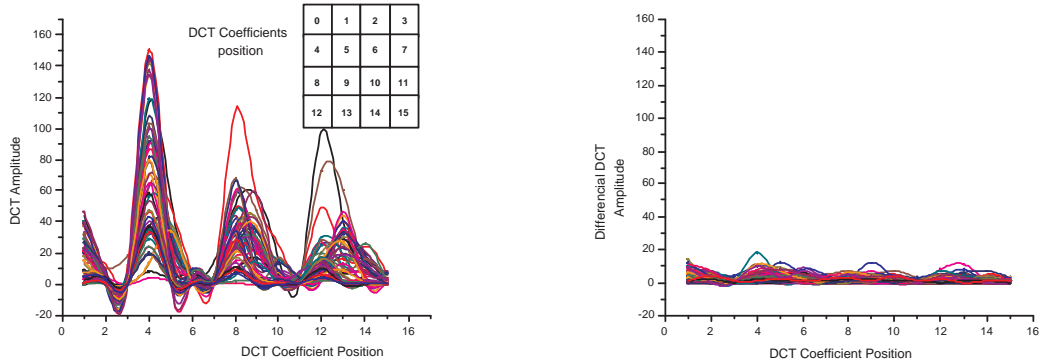 DCT Coefficients
position
0 1 2 3
4 5 6 7
8 9 10 11
12 13 14 15
160
140
120
100
80
60
40
20
0
-20
DCT Amplitude
0 2 4 6 8 10 12 14 16
DCT Coefficient Position
160
140
120
100
80
60
40
20
0
-20
Differencial DCT
Amplitude
0 2 4 6 8 10 12 14 16
DCT Coefficient Position